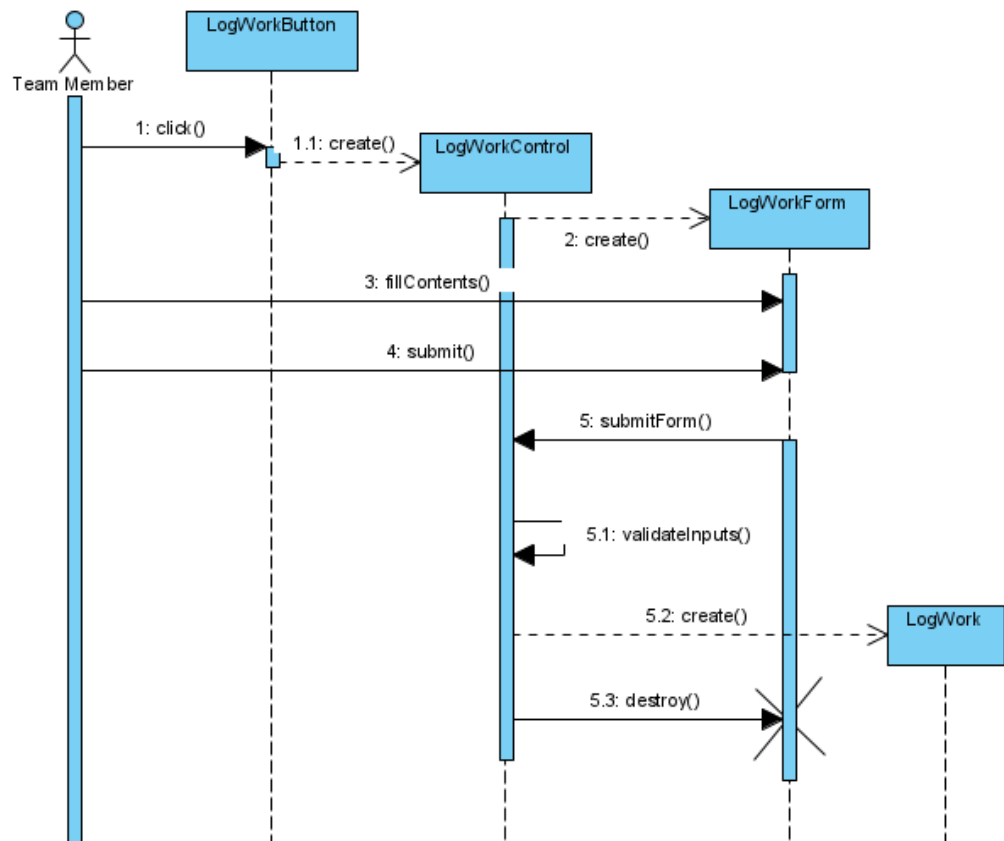 LogWorkButton
Team Member
1: click()
1.1: create()
LogWorkControl
LogWorkForm
2: create()
3: fillContents()
4: submit()
5: submitForm()
5.1: validateInputs()
5.2: create()
LogWork
5.3: destroy()